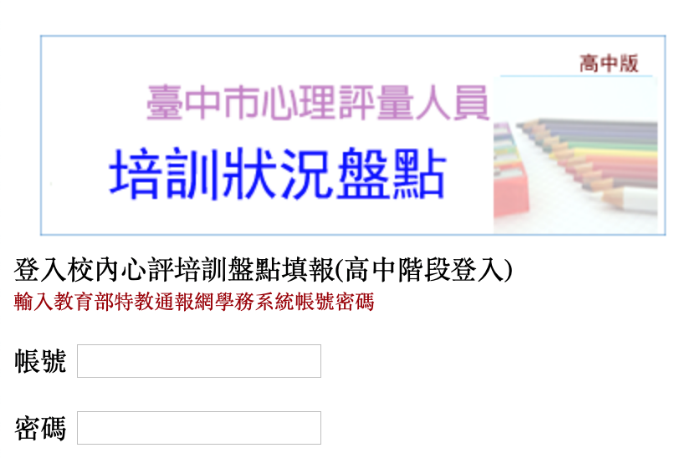 高中版
臺中市心理評量人員
培訓狀況盤點
登入校內心評培訓盤點填報(高中階段登入)
輸入教育部特教通報網學務系統帳號密碼
帳號
密碼